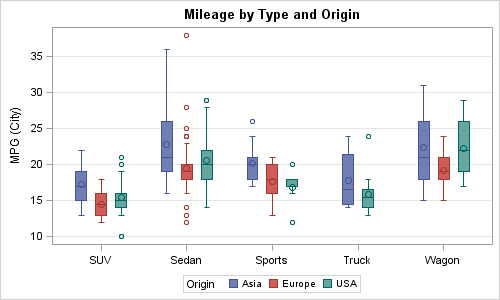 Mileage by Type and Origin
MPG (City)
35
30
25
20
15
10
SUV Sedan Sports Truck Wagon
Origin Asia Europe USA